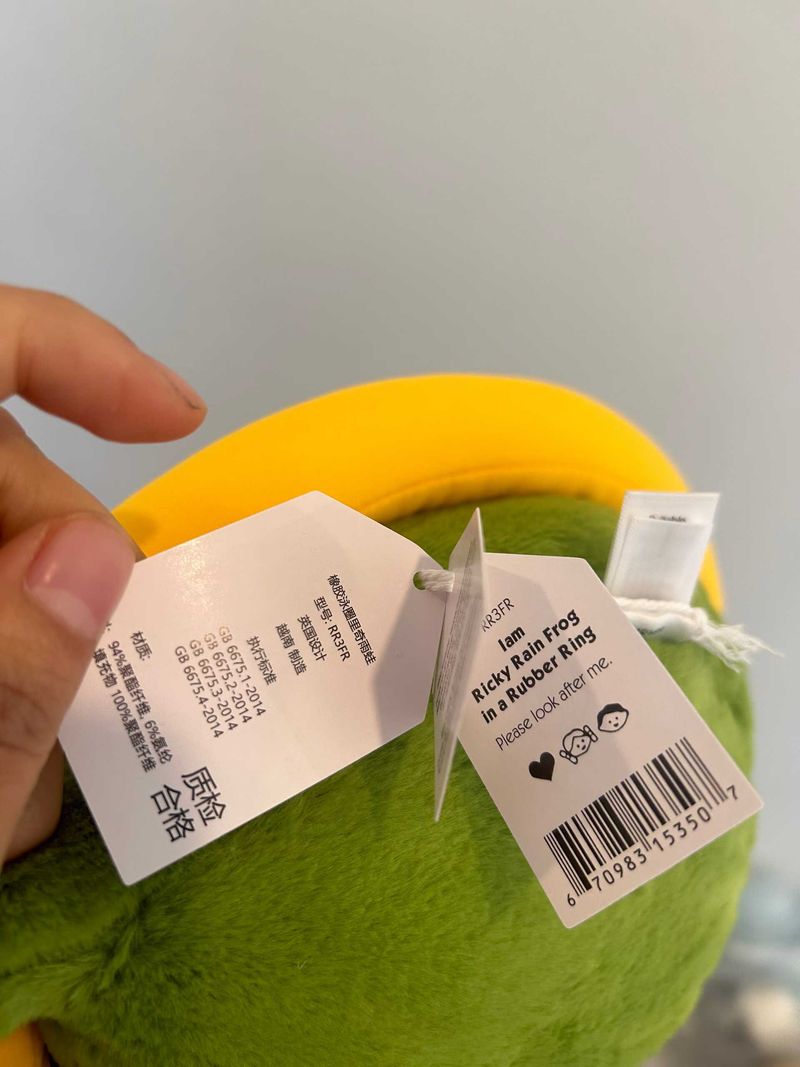 橡胶泳圈里奇雨蛙
型号: RR3FR
英国设计
越南 制造
执行标准
GB 6675.1-2014
GB 6675.2-2014
GB 6675.3-2014
GB 6675.4-2014
材质:
94%聚酯纤维 6%氨纶
填充物 100%聚酯纤维
质检
合格
RR3FR
I am
Ricky Rain Frog
in a Rubber Ring
Please look after me.
6 70983 15350 7